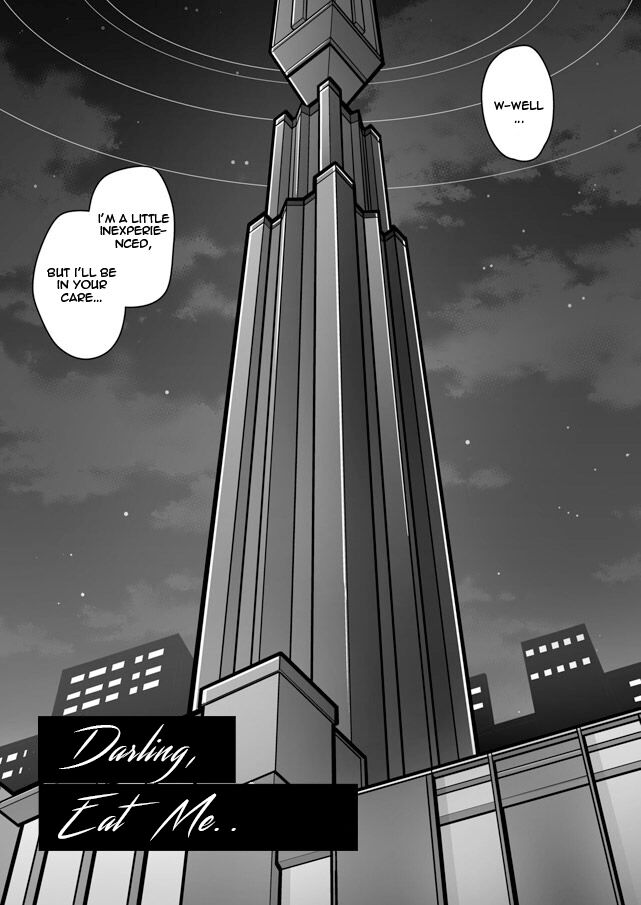 W-WELL
...
I'M A LITTLE
INEXPERIE-
NCED,
BUT I'LL BE
IN YOUR
CARE...
Darling,
Eat Me..